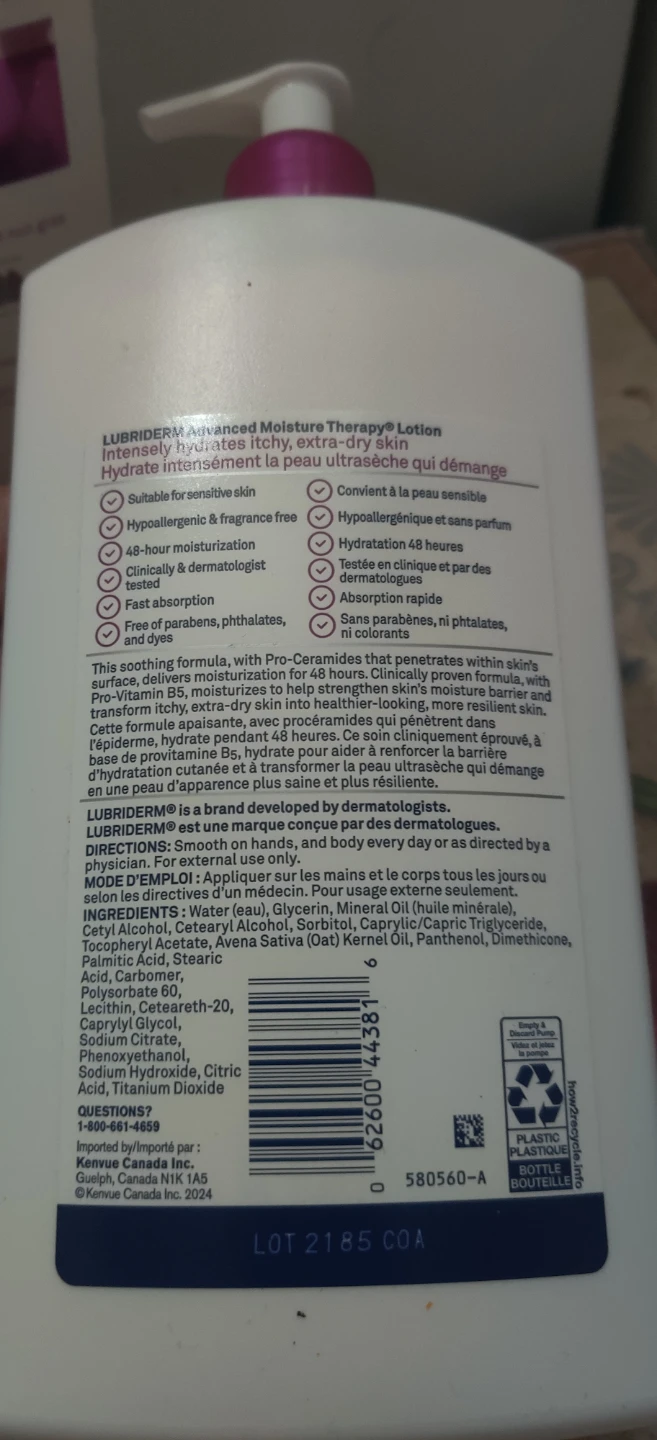 LUBRIDERM Advanced Moisture Therapy® Lotion
Intensely hydrates itchy, extra-dry skin
Hydrate intensément la peau ultrasèche qui démange
Suitable for sensitive skin
Hypoallergenic & fragrance free
48-hour moisturization
Clinically & dermatologist
tested
Fast absorption
Free of parabens, phthalates,
and dyes
Convient à la peau sensible
Hypoallergénique et sans parfum
Hydratation 48 heures
Testée en clinique et par des
dermatologues
Absorption rapide
Sans parabènes, ni phtalates,
ni colorants
This soothing formula, with Pro-Ceramides that penetrates within skin's
surface, delivers moisturization for 48 hours. Clinically proven formula, with
Pro-Vitamin B5, moisturizes to help strengthen skin's moisture barrier and
transform itchy, extra-dry skin into healthier-looking, more resilient skin.
Cette formule apaisante, avec procéramides qui pénètrent dans
l'épiderme, hydrate pendant 48 heures. Ce soin cliniquement éprouvé, à
base de provitamine B5, hydrate pour aider à renforcer la barrière
d'hydratation cutanée et à transformer la peau ultrasèche qui démange
en une peau d'apparence plus saine et plus résiliente.
LUBRIDERM® is a brand developed by dermatologists.
LUBRIDERM® est une marque conçue par des dermatologues.
DIRECTIONS: Smooth on hands, and body every day or as directed by a
physician. For external use only.
MODE D'EMPLOI : Appliquer sur les mains et le corps tous les jours ou
selon les directives d'un médecin. Pour usage externe seulement.
INGREDIENTS : Water (eau), Glycerin, Mineral Oil (huile minérale),
Cetyl Alcohol, Cetearyl Alcohol, Sorbitol, Caprylic/Capric Triglyceride,
Tocopheryl Acetate, Avena Sativa (Oat) Kernel Oil, Panthenol, Dimethicone,
Palmitic Acid, Stearic
Acid, Carbomer,
Polysorbate 60,
Lecithin, Ceteareth-20,
Caprylyl Glycol,
Sodium Citrate,
Phenoxyethanol,
Sodium Hydroxide, Citric
Acid, Titanium Dioxide
QUESTIONS?
1-800-661-4659
Imported by/Importé par :
Kenvue Canada Inc.
Guelph, Canada N1K 1A5
© Kenvue Canada Inc. 2024
0 62600 44381 6
580560-A
Empty &
Discard Pump
Videz et jetez
la pompe
PLASTIC
PLASTIQUE
BOTTLE
BOUTEILLE
how2recycle.info
LOT 2185 COA